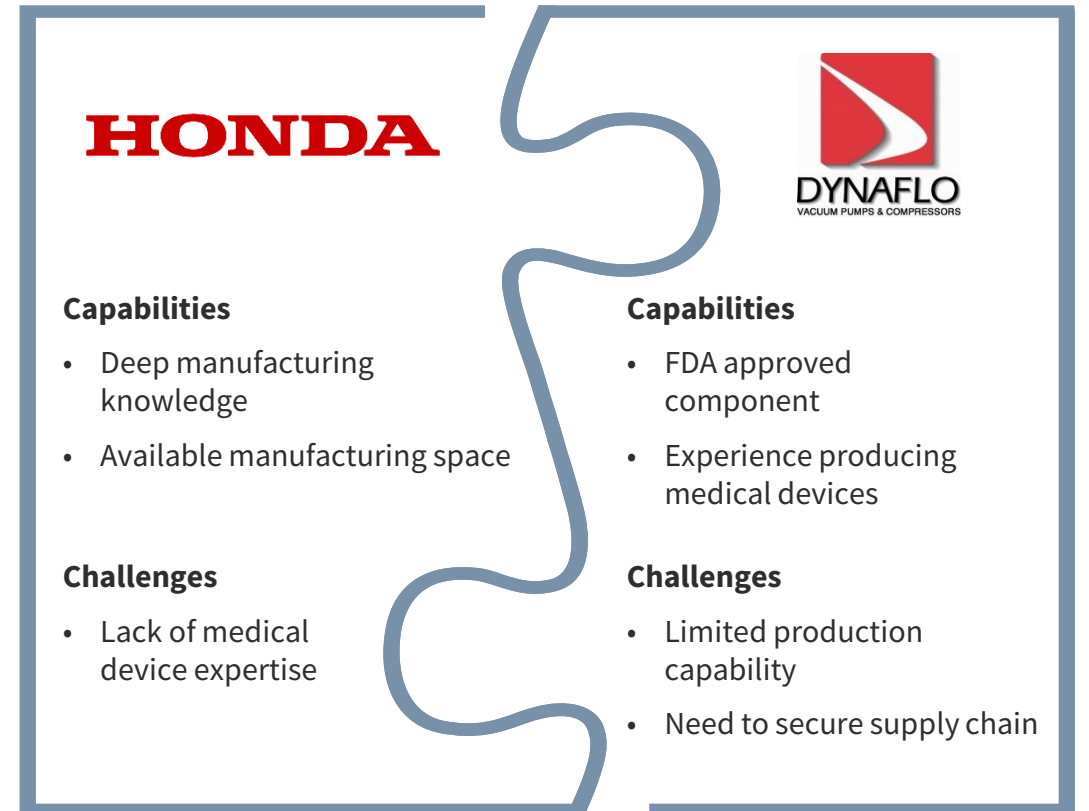 HONDA
Capabilities
• Deep manufacturing
knowledge
• Available manufacturing space
Challenges
• Lack of medical
device expertise
DYNAFLO
VACUUM PUMPS & COMPRESSORS
Capabilities
• FDA approved
component
• Experience producing
medical devices
Challenges
• Limited production
capability
• Need to secure supply chain